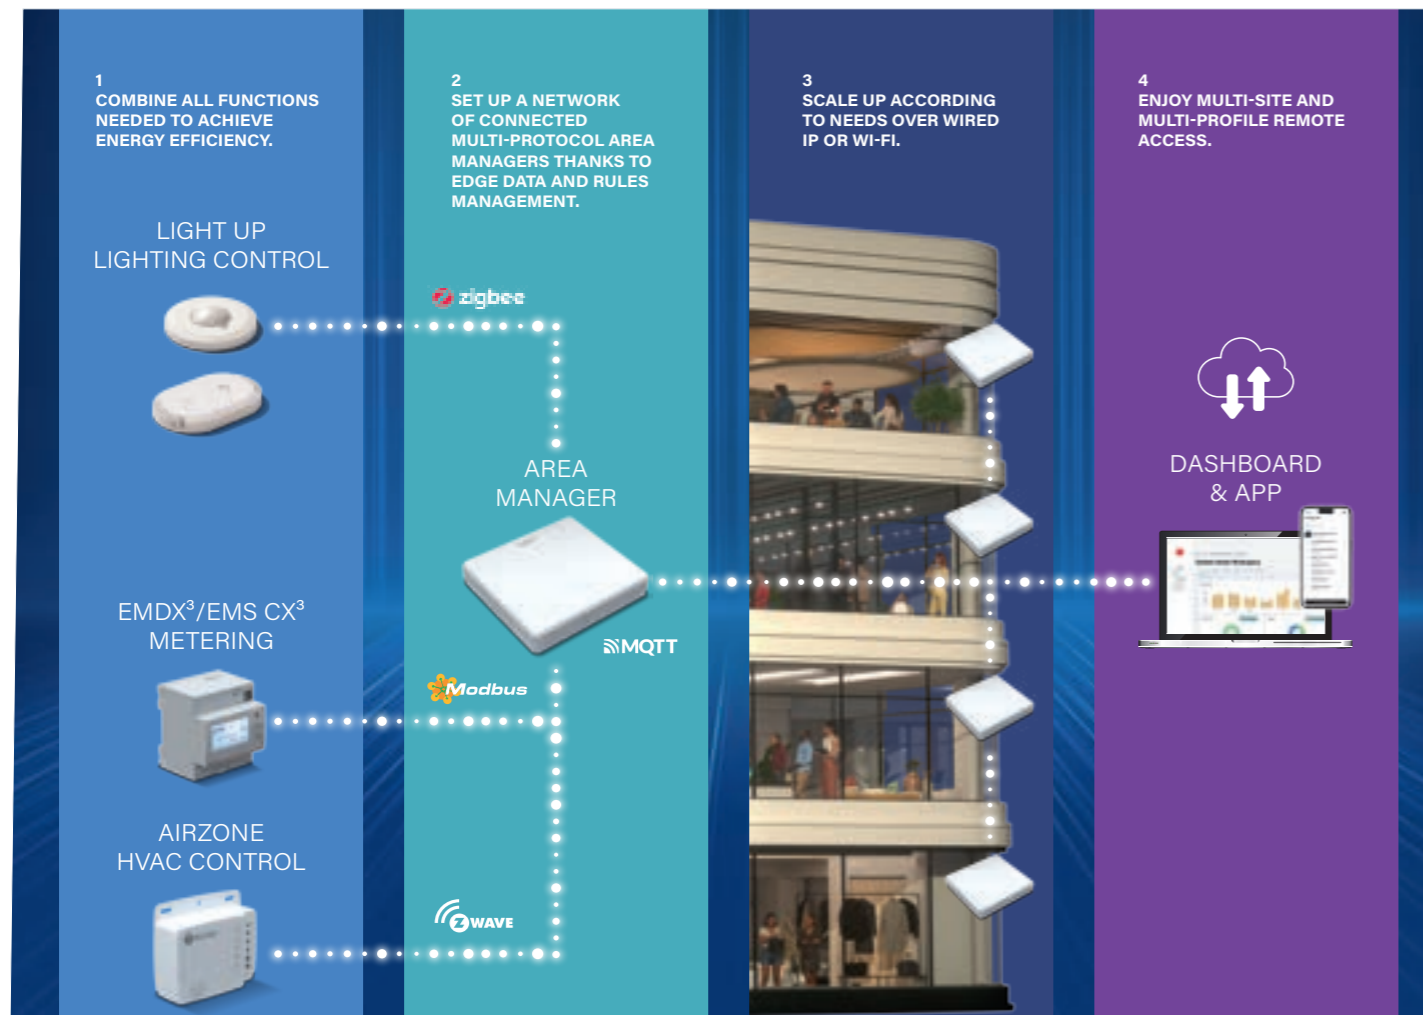 1
COMBINE ALL FUNCTIONS
NEEDED TO ACHIEVE
ENERGY EFFICIENCY.
LIGHT UP
LIGHTING CONTROL
EMDX³/EMS CX³
METERING
AIRZONE
HVAC CONTROL
2
SET UP A NETWORK
OF CONNECTED
MULTI-PROTOCOL AREA
MANAGERS THANKS TO
EDGE DATA AND RULES
MANAGEMENT.
zigbee
AREA
MANAGER
MQTT
Modbus
Z WAVE
3
SCALE UP ACCORDING
TO NEEDS OVER WIRED
IP OR WI-FI.
4
ENJOY MULTI-SITE AND
MULTI-PROFILE REMOTE
ACCESS.
DASHBOARD
& APP